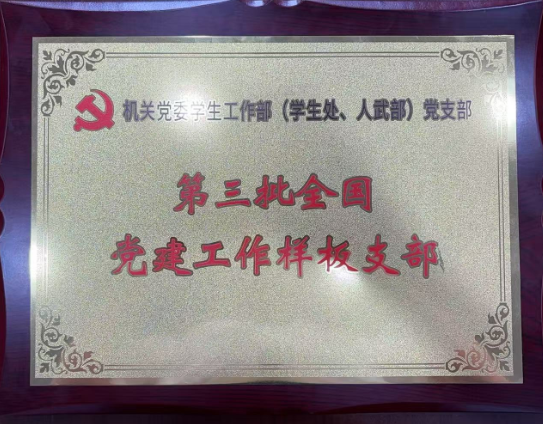 机关党委学生工作部（学生处、人武部）党支部
第三批全国
党建工作样板支部